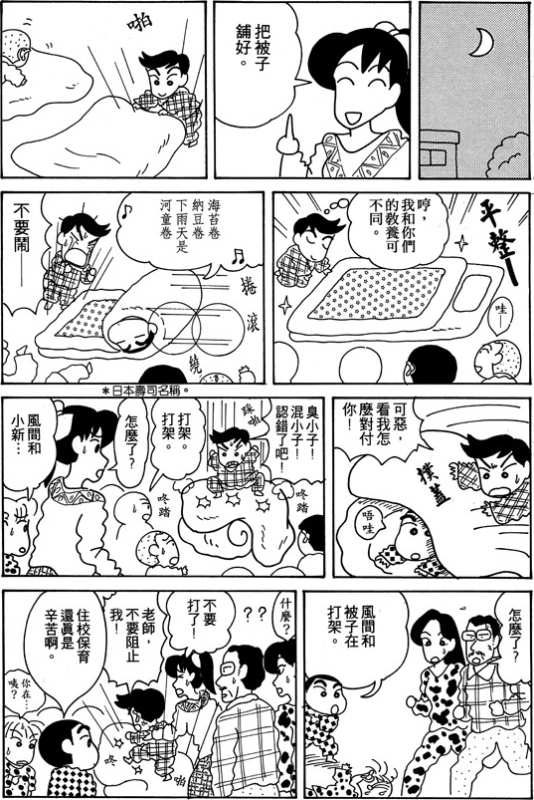 把被子
舖好。
啪
哼，
我和你們
的教養可
不同。
平整—
哇—
海苔卷
納豆卷
下雨天是
河童卷
捲
滾
繞
不要鬧—
＊日本壽司名稱。
可惡，
看我怎
麼對付
你！
撲
蓋
唔哇
臭小子！
混小子！
認錯了吧！
踩
啪
打架。
打架。
咚
踏
咚
踏
怎麼了？
風間和
小新…
怎麼了？
風間和
被子在
打架。
什麼？
？？
不要
打了！
老師，
不要阻止
我！
啪
啪
住校保育
還真是
辛苦啊。
你在…
咦？